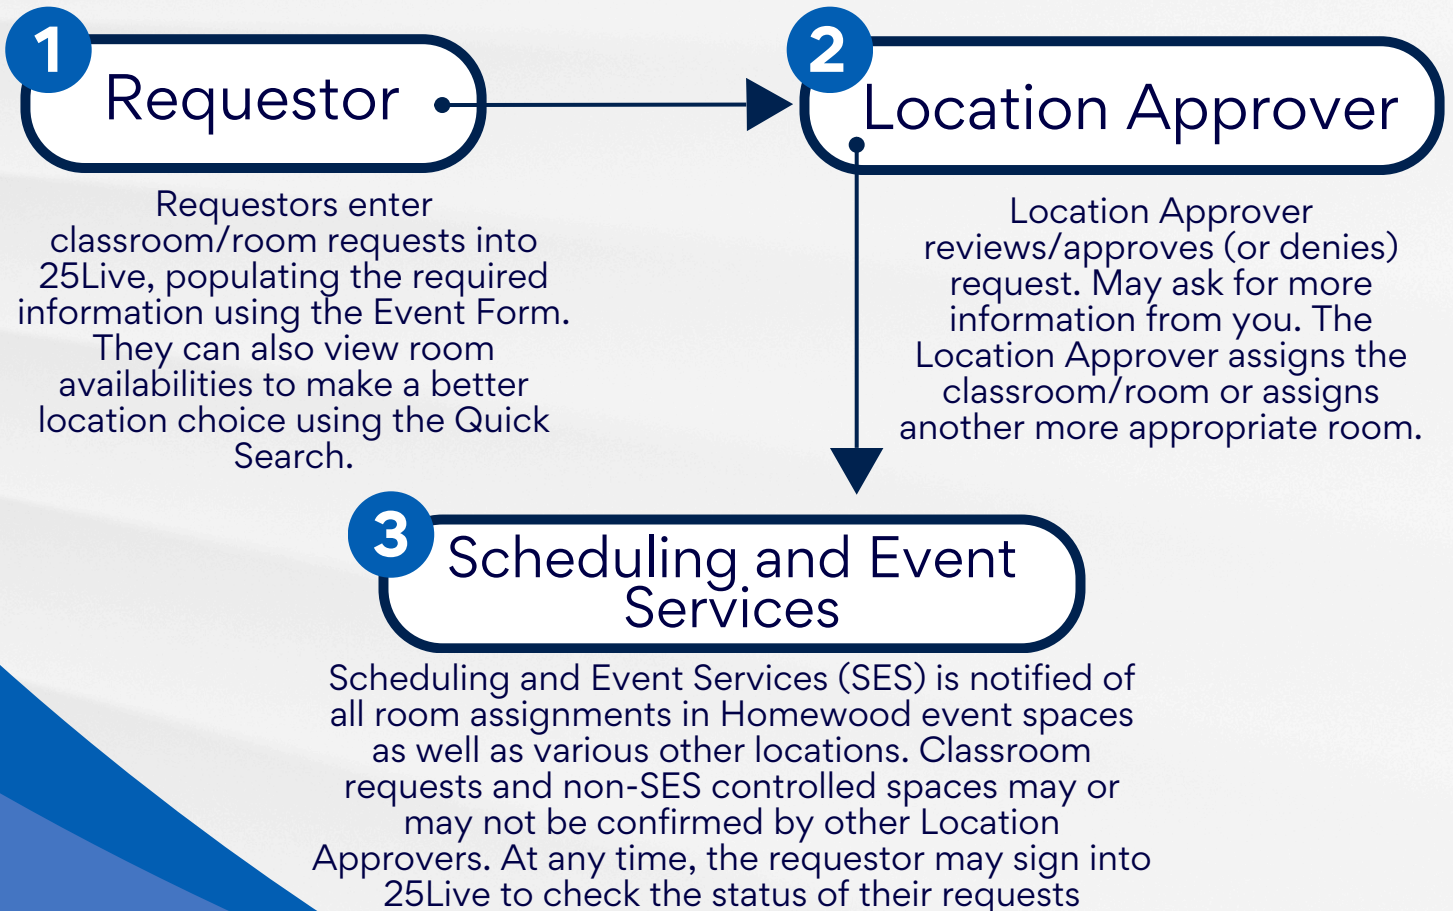 1
Requestor
Requestors enter
classroom/room requests into
25Live, populating the required
information using the Event Form.
They can also view room
availabilities to make a better
location choice using the Quick
Search.
2
Location Approver
Location Approver
reviews/approves (or denies)
request. May ask for more
information from you. The
Location Approver assigns the
classroom/room or assigns
another more appropriate room.
3
Scheduling and Event
Services
Scheduling and Event Services (SES) is notified of
all room assignments in Homewood event spaces
as well as various other locations. Classroom
requests and non-SES controlled spaces may or
may not be confirmed by other Location
Approvers. At any time, the requestor may sign into
25Live to check the status of their requests